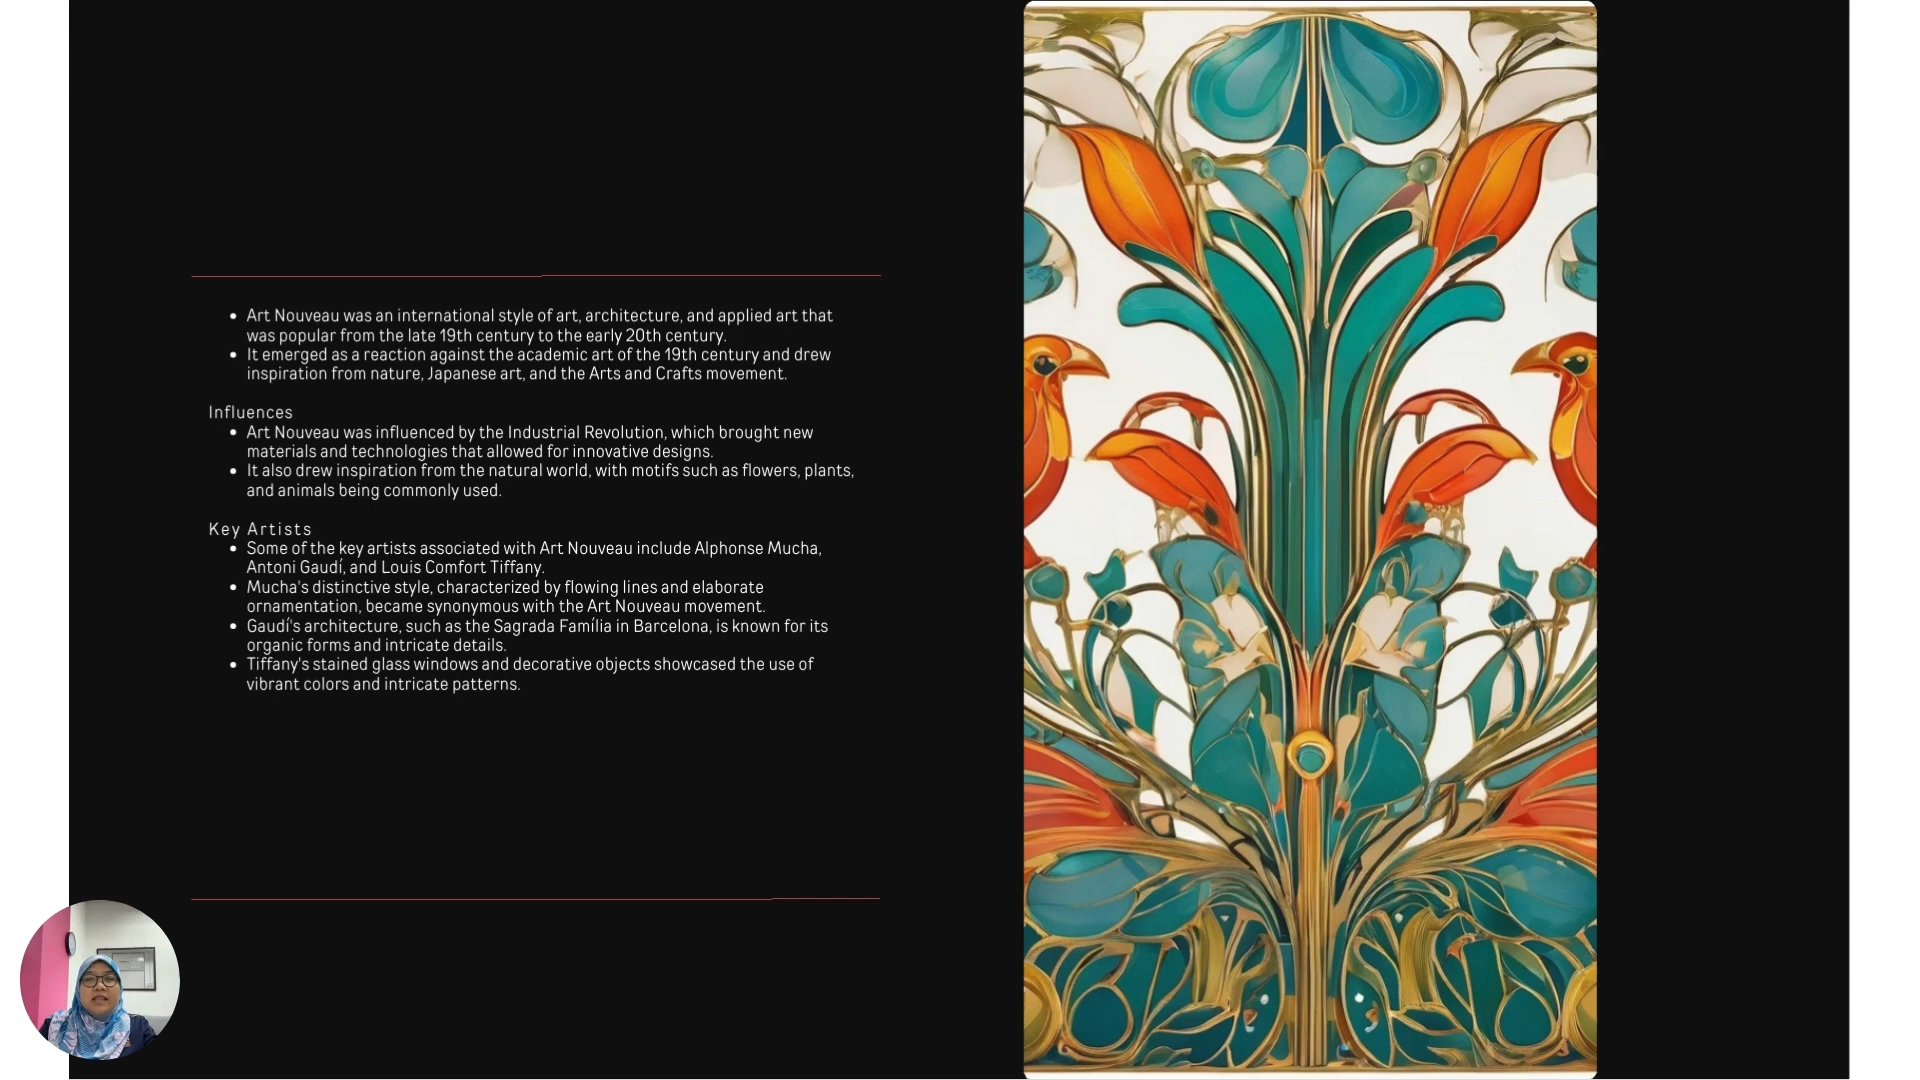 Art Nouveau was an international style of art, architecture, and applied art that
was popular from the late 19th century to the early 20th century.
It emerged as a reaction against the academic art of the 19th century and drew
inspiration from nature, Japanese art, and the Arts and Crafts movement.
Influences
Art Nouveau was influenced by the Industrial Revolution, which brought new
materials and technologies that allowed for innovative designs.
It also drew inspiration from the natural world, with motifs such as flowers, plants,
and animals being commonly used.
Key Artists
Some of the key artists associated with Art Nouveau include Alphonse Mucha,
Antoni Gaudí, and Louis Comfort Tiffany.
Mucha's distinctive style, characterized by flowing lines and elaborate
ornamentation, became synonymous with the Art Nouveau movement.
Gaudí's architecture, such as the Sagrada Família in Barcelona, is known for its
organic forms and intricate details.
Tiffany's stained glass windows and decorative objects showcased the use of
vibrant colors and intricate patterns.